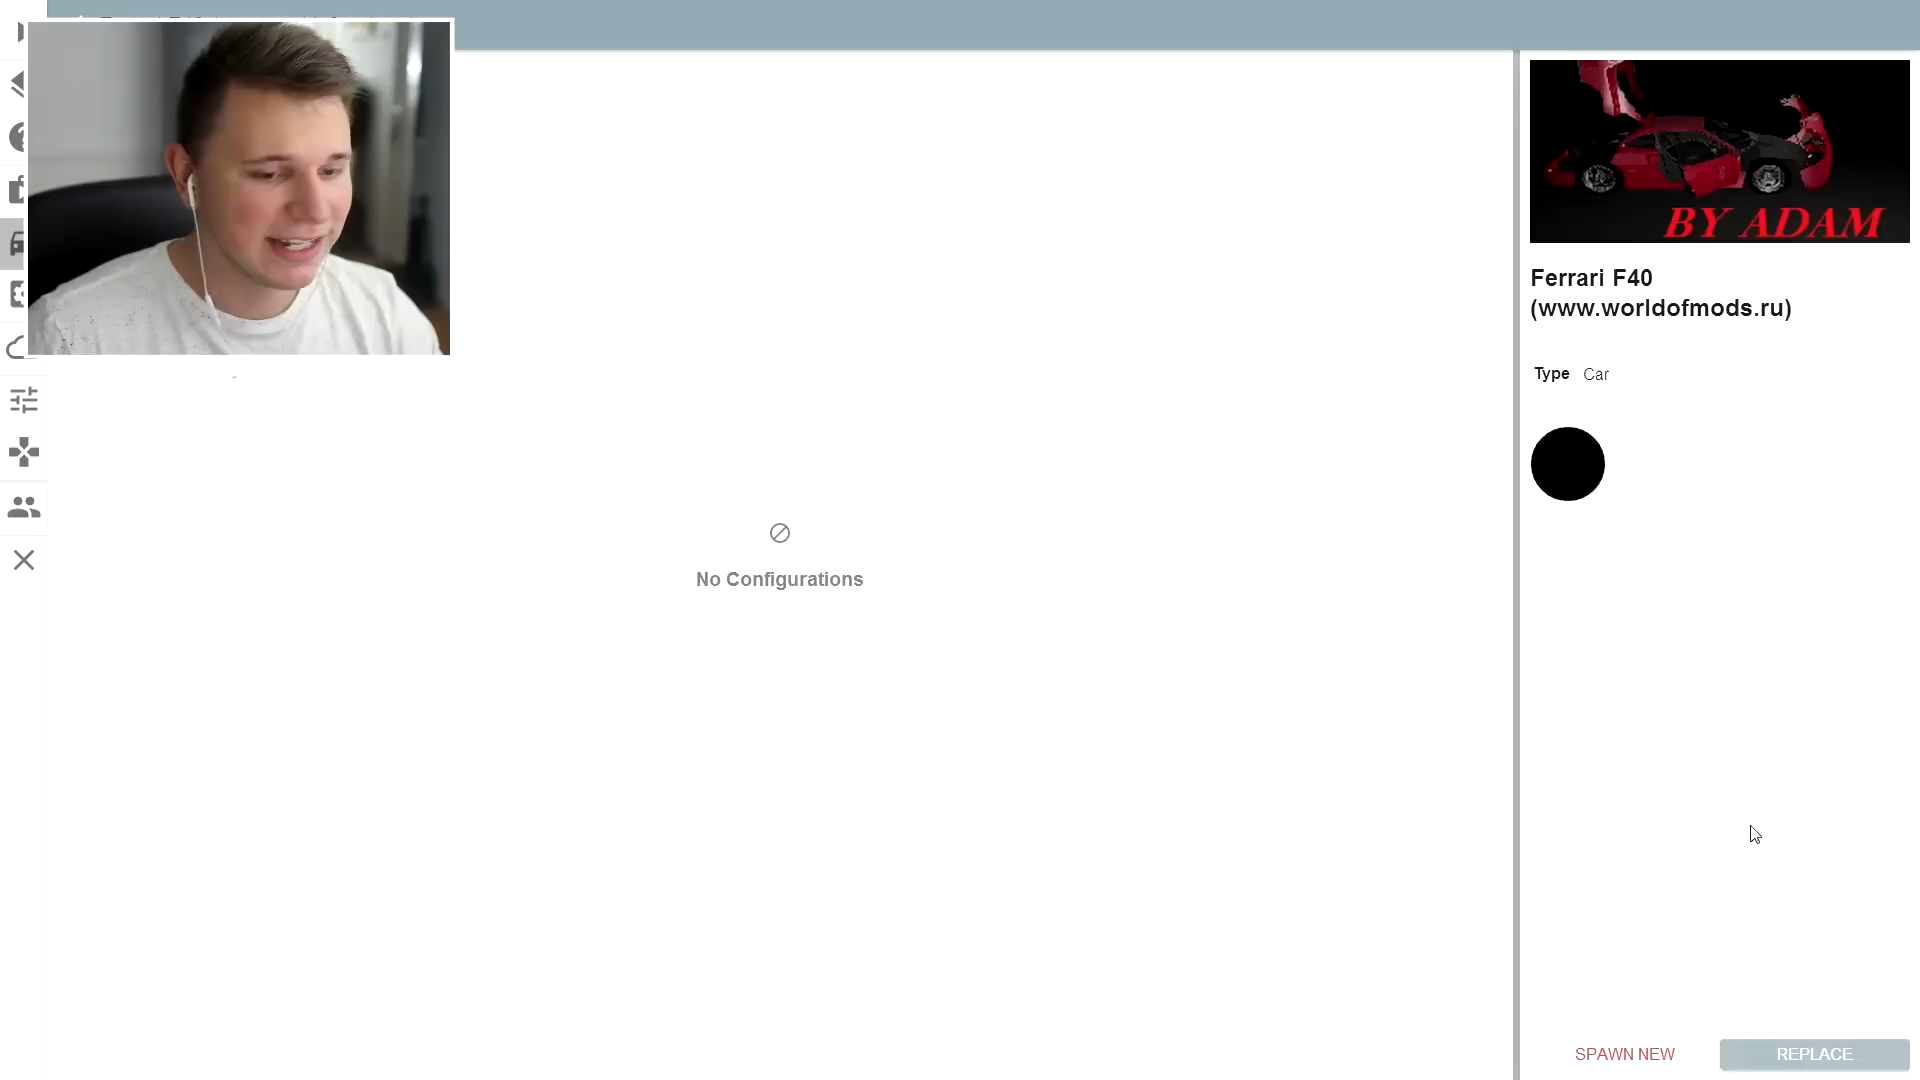 BY ADAM
Ferrari F40
(www.worldofmods.ru)
Type Car
No Configurations
SPAWN NEW
REPLACE